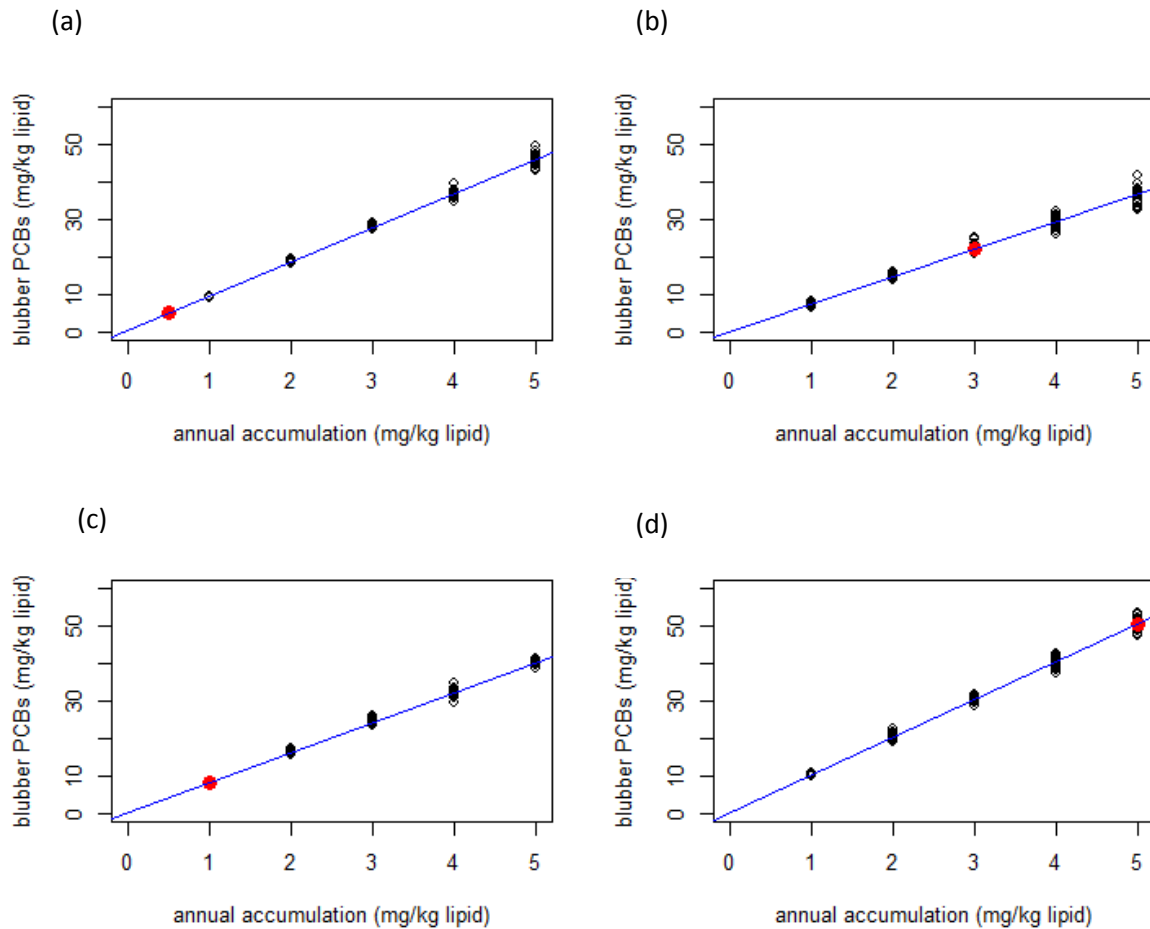 (a)
blubber PCBs (mg/kg lipid)
0 10 30 50
0 1 2 3 4 5
annual accumulation (mg/kg lipid)
(b)
blubber PCBs (mg/kg lipid)
0 10 30 50
0 1 2 3 4 5
annual accumulation (mg/kg lipid)
(c)
blubber PCBs (mg/kg lipid)
0 10 30 50
0 1 2 3 4 5
annual accumulation (mg/kg lipid)
(d)
blubber PCBs (mg/kg lipid)
0 10 30 50
0 1 2 3 4 5
annual accumulation (mg/kg lipid)